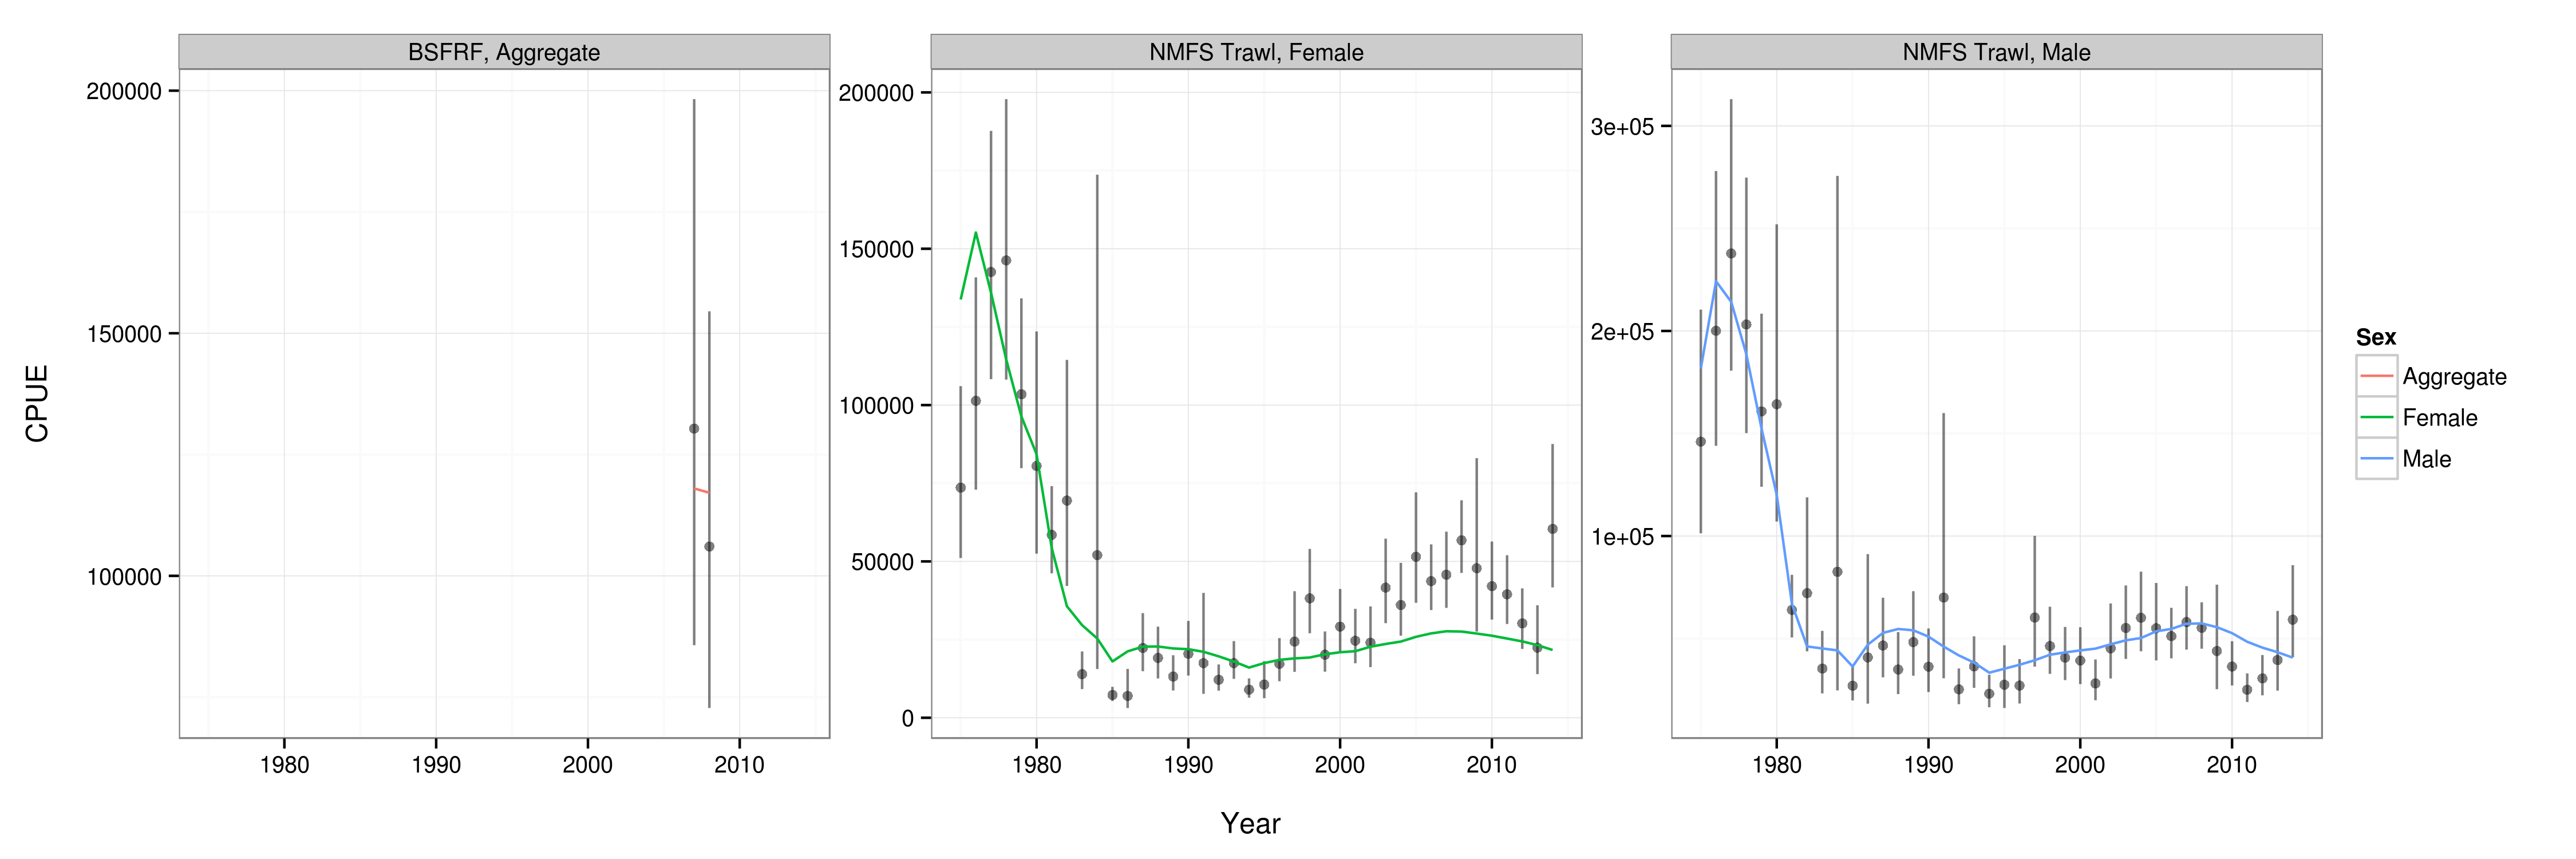 BSFRF, Aggregate
NMFS Trawl, Female
NMFS Trawl, Male
CPUE
200000
150000
100000
200000
150000
100000
50000
0
3e+05
2e+05
1e+05
1980 1990 2000 2010
1980 1990 2000 2010
1980 1990 2000 2010
Year
Sex
Aggregate
Female
Male